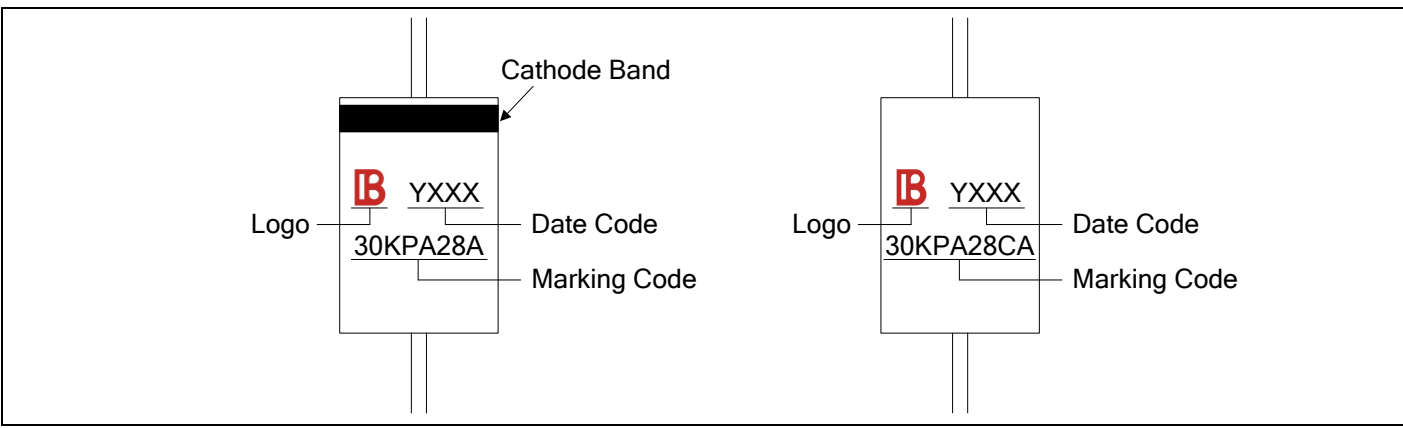 Cathode Band
B YXXX
Logo
Date Code
30KPA28A
Marking Code
B YXXX
Logo
Date Code
30KPA28CA
Marking Code